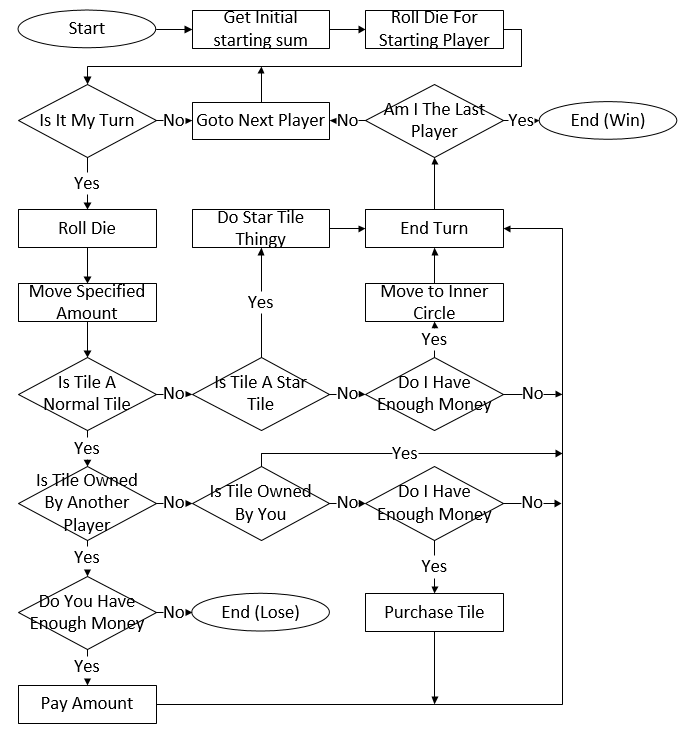 Start
Get Initial
starting sum
Roll Die For
Starting Player
Is It My Turn
No
Goto Next Player
No
Am I The Last
Player
Yes
End (Win)
Yes
Roll Die
Do Star Tile
Thingy
End Turn
Move Specified
Amount
Yes
Move to Inner
Circle
Yes
Is Tile A
Normal Tile
No
Is Tile A Star
Tile
No
Do I Have
Enough Money
No
Yes
Yes
Is Tile Owned
By Another
Player
No
Is Tile Owned
By You
No
Do I Have
Enough Money
No
Yes
Yes
Do You Have
Enough Money
No
End (Lose)
Purchase Tile
Yes
Pay Amount